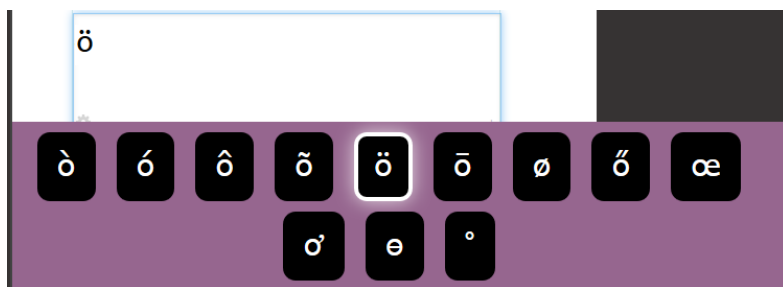 ö
ò ó ô õ ö ō ø ő œ
ơ ɵ °